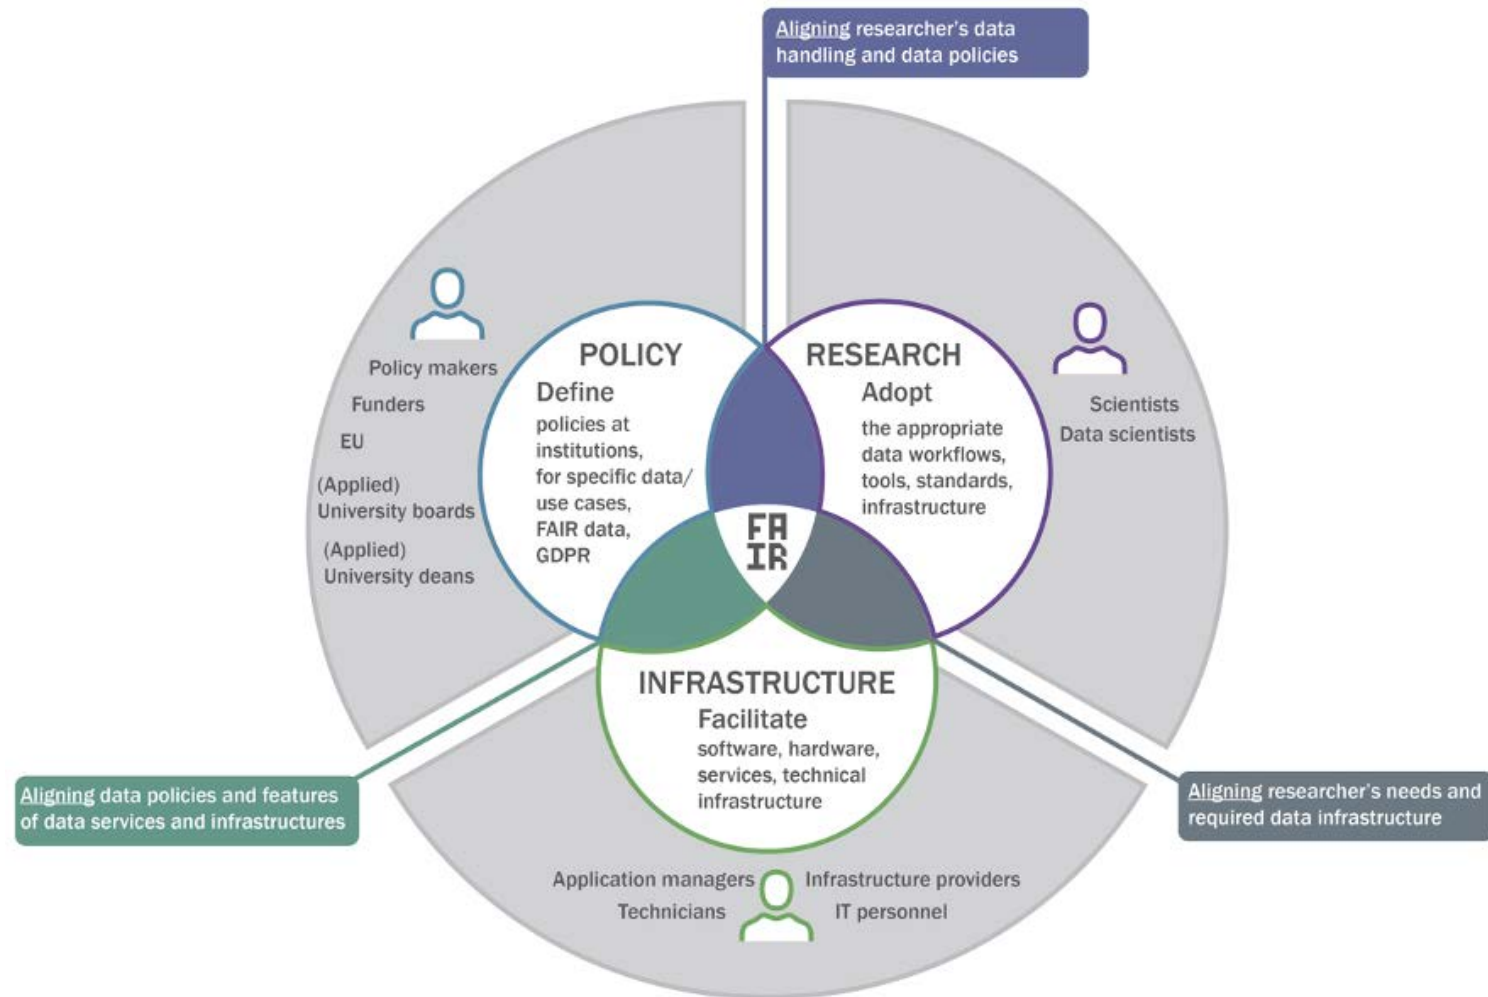 Aligning researcher's data
handling and data policies
Policy makers
Funders
EU
(Applied)
University boards
(Applied)
University deans
POLICY
Define
policies at
institutions,
for specific data/
use cases,
FAIR data,
GDPR
RESEARCH
Adopt
the appropriate
data workflows,
tools, standards,
infrastructure
Scientists
Data scientists
FA
IR
INFRASTRUCTURE
Facilitate
software, hardware,
services, technical
infrastructure
Aligning data policies and features
of data services and infrastructures
Aligning researcher's needs and
required data infrastructure
Application managers
Technicians
Infrastructure providers
IT personnel